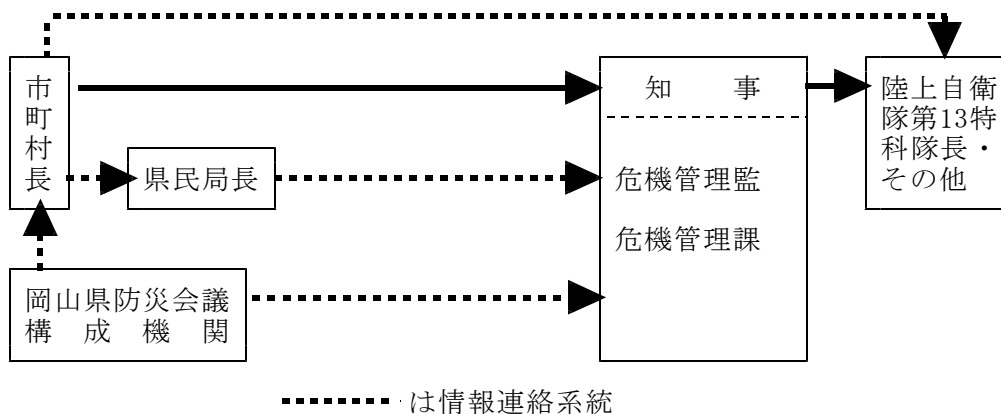 市
町
村
長
県民局長
岡山県防災会議
構成機関
知事
危機管理監
危機管理課
陸上自衛
隊第13特
科隊長・
その他
は情報連絡系統